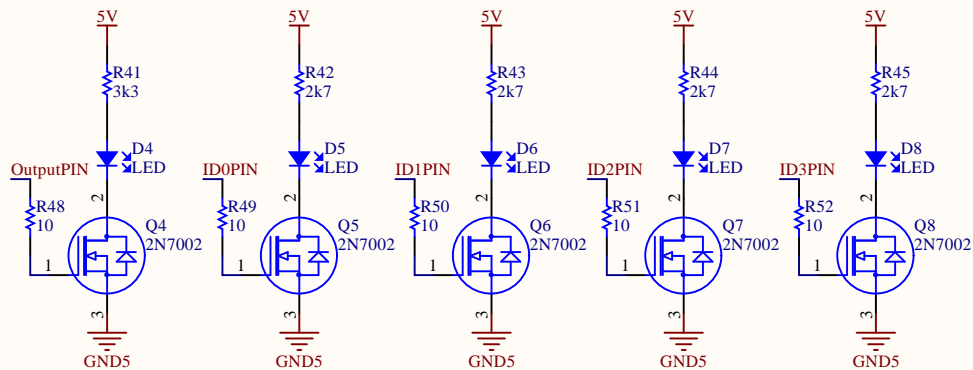 5V 5V 5V 5V 5V
R41 R42 R43 R44 R45
3k3 2k7 2k7 2k7 2k7
D4 D5 D6 D7 D8
LED LED LED LED LED
OutputPIN ID0PIN ID1PIN ID2PIN ID3PIN
2 2 2 2 2
R48 R49 R50 R51 R52
10 10 10 10 10
Q4 Q5 Q6 Q7 Q8
2N7002 2N7002 2N7002 2N7002 2N7002
1 1 1 1 1
3 3 3 3 3
GND5 GND5 GND5 GND5 GND5